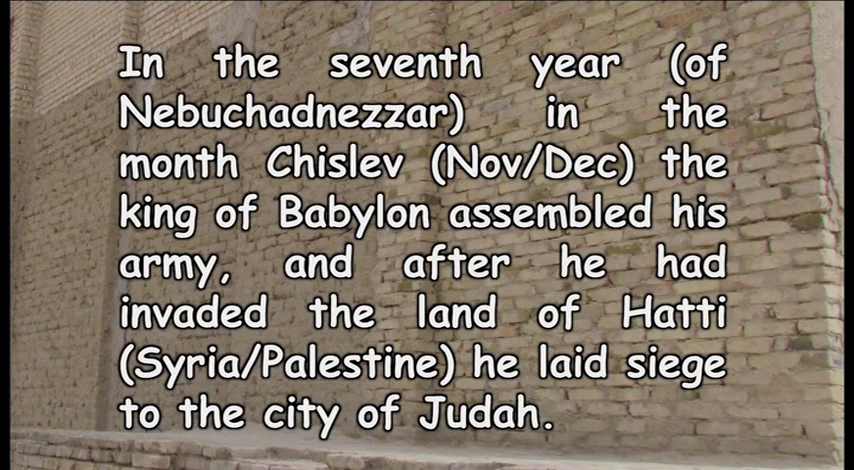 In the seventh year (of
Nebuchadnezzar) in the
month Chislev (Nov/Dec) the
king of Babylon assembled his
army, and after he had
invaded the land of Hatti
(Syria/Palestine) he laid siege
to the city of Judah.